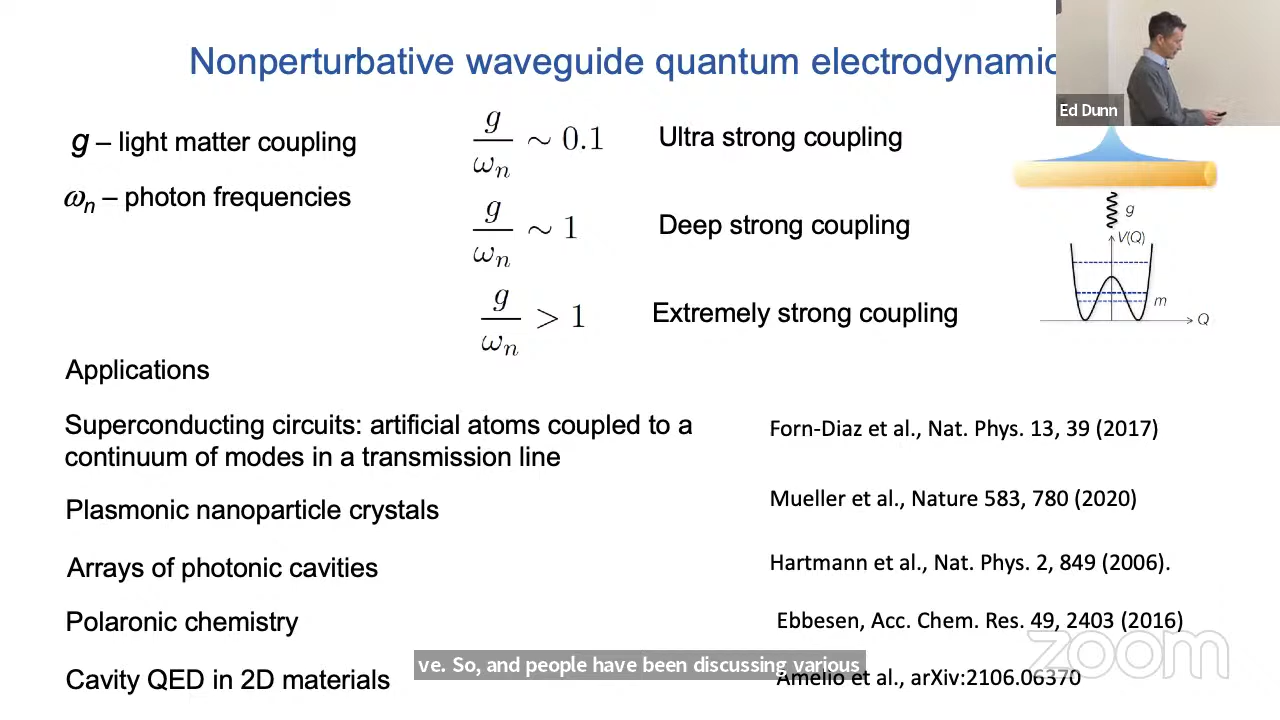 Nonperturbative waveguide quantum electrodynamic
Ed Dunn
g – light matter coupling
ωn – photon frequencies
g/ωn ∼ 0.1 Ultra strong coupling
g/ωn ∼ 1 Deep strong coupling
g/ωn > 1 Extremely strong coupling
g
V(Q)
m
Q
Applications
Superconducting circuits: artificial atoms coupled to a
continuum of modes in a transmission line
Forn-Diaz et al., Nat. Phys. 13, 39 (2017)
Plasmonic nanoparticle crystals
Mueller et al., Nature 583, 780 (2020)
Arrays of photonic cavities
Hartmann et al., Nat. Phys. 2, 849 (2006).
Polaronic chemistry
Ebbesen, Acc. Chem. Res. 49, 2403 (2016)
zoom
ve. So, and people have been discussing various
Cavity QED in 2D materials
Amelio et al., arXiv:2106.06370